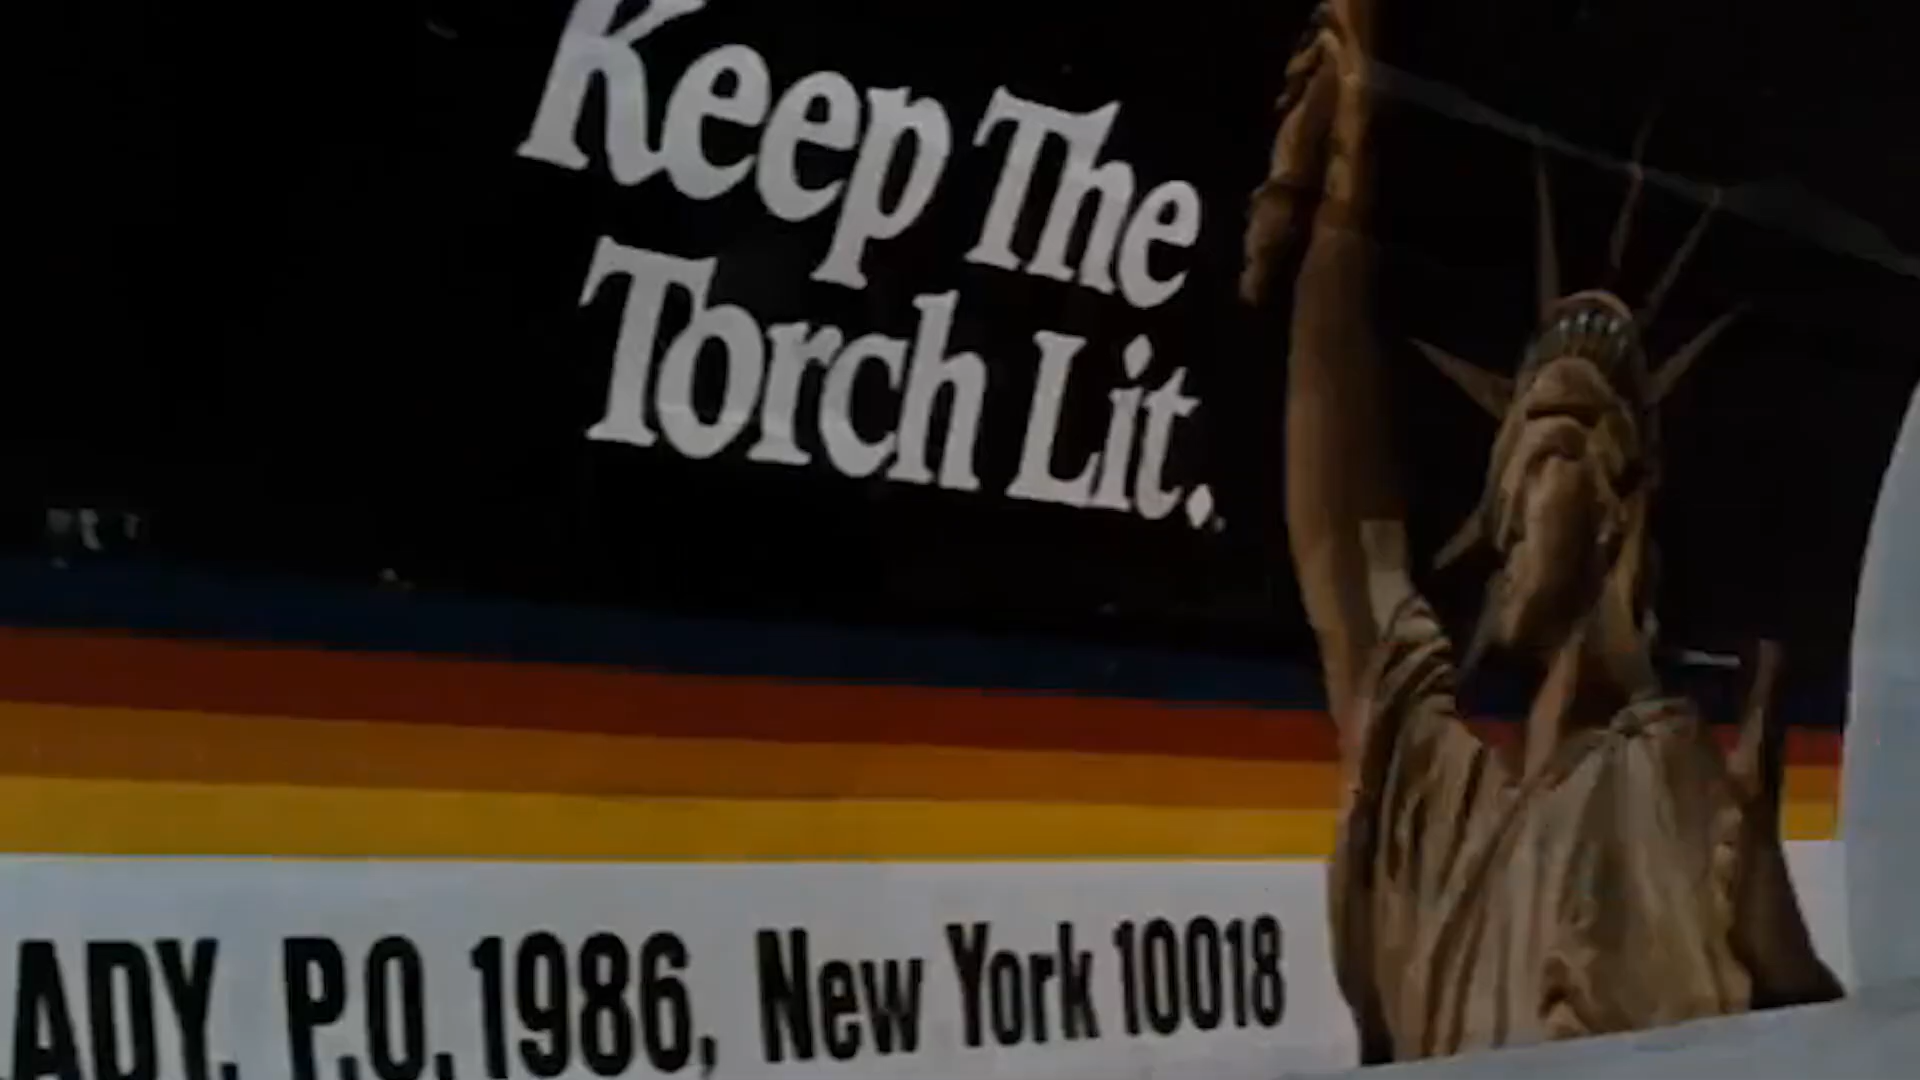 Keep The
Torch Lit.
ADY, P.O. 1986, New York 10018